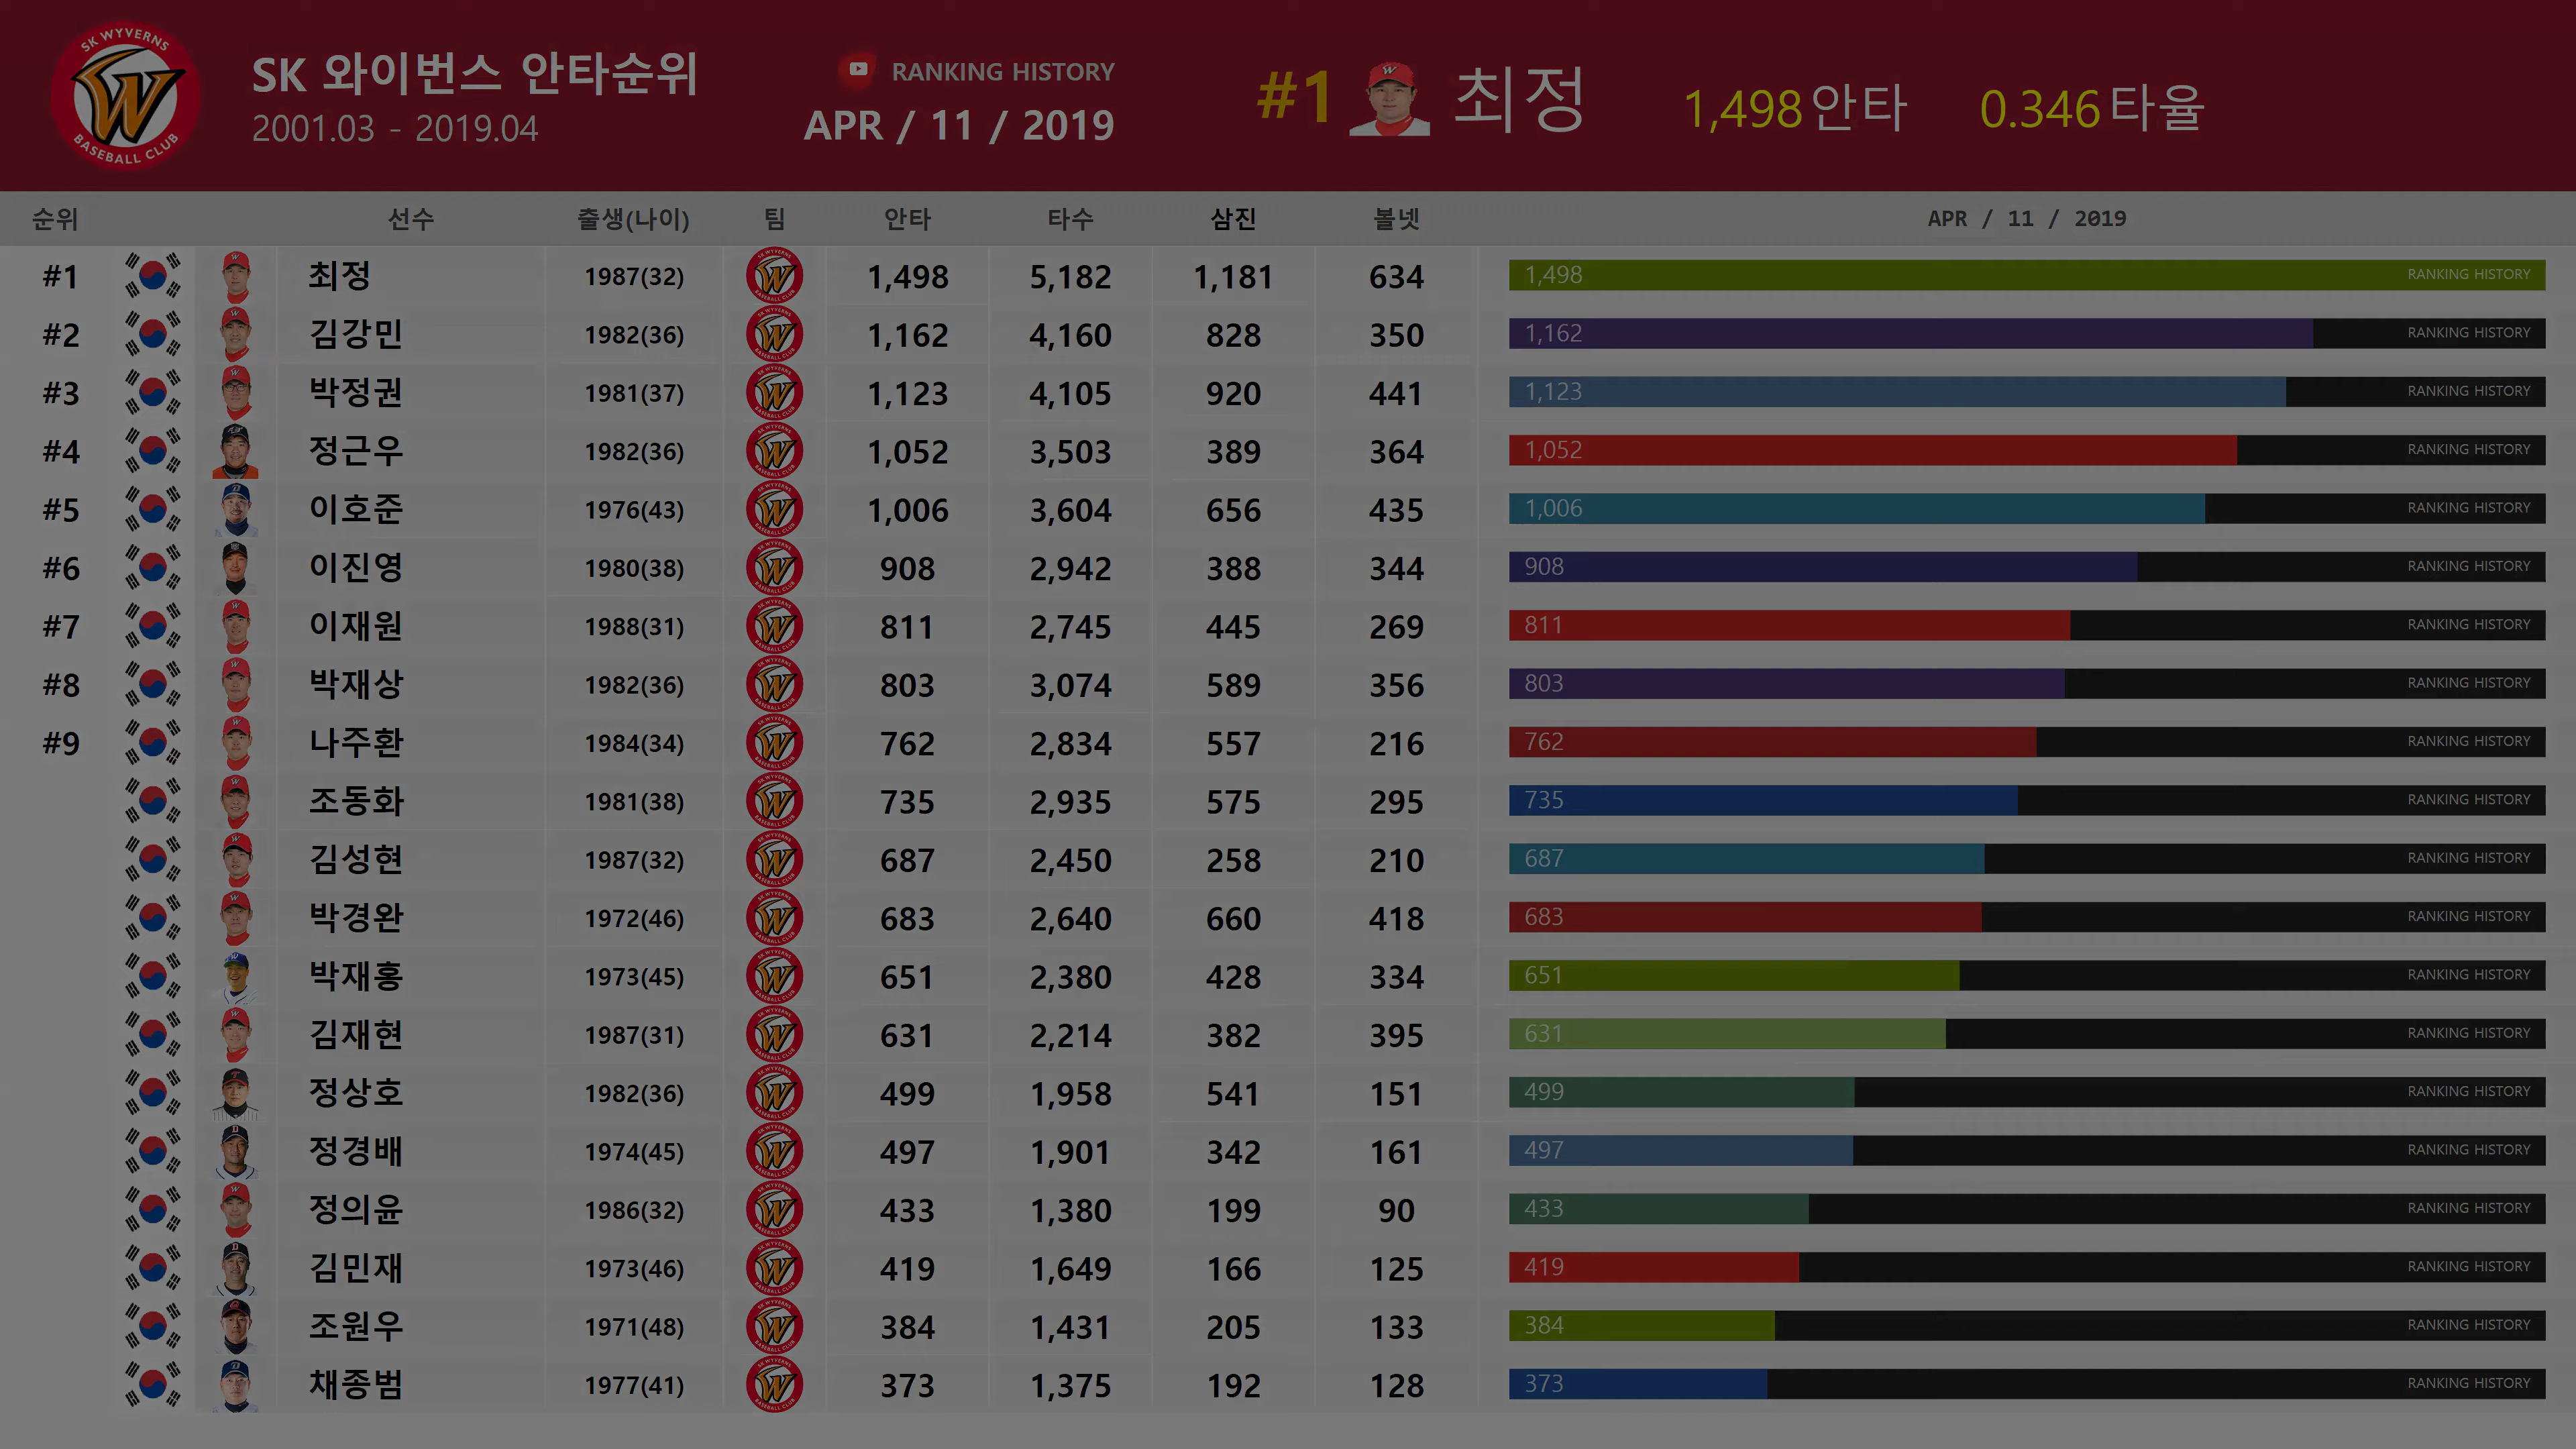 SK WYVERNS
BASEBALL CLUB
SK 와이번스 안타순위
2001.03 - 2019.04
RANKING HISTORY
APR / 11 / 2019
#1 최정 1,498안타 0.346타율
순위 선수 출생(나이) 팀 안타 타수 삼진 볼넷 APR / 11 / 2019
#1 최정 1987(32) 1,498 5,182 1,181 634 1,498 RANKING HISTORY
#2 김강민 1982(36) 1,162 4,160 828 350 1,162 RANKING HISTORY
#3 박정권 1981(37) 1,123 4,105 920 441 1,123 RANKING HISTORY
#4 정근우 1982(36) 1,052 3,503 389 364 1,052 RANKING HISTORY
#5 이호준 1976(43) 1,006 3,604 656 435 1,006 RANKING HISTORY
#6 이진영 1980(38) 908 2,942 388 344 908 RANKING HISTORY
#7 이재원 1988(31) 811 2,745 445 269 811 RANKING HISTORY
#8 박재상 1982(36) 803 3,074 589 356 803 RANKING HISTORY
#9 나주환 1984(34) 762 2,834 557 216 762 RANKING HISTORY
조동화 1981(38) 735 2,935 575 295 735 RANKING HISTORY
김성현 1987(32) 687 2,450 258 210 687 RANKING HISTORY
박경완 1972(46) 683 2,640 660 418 683 RANKING HISTORY
박재홍 1973(45) 651 2,380 428 334 651 RANKING HISTORY
김재현 1987(31) 631 2,214 382 395 631 RANKING HISTORY
정상호 1982(36) 499 1,958 541 151 499 RANKING HISTORY
정경배 1974(45) 497 1,901 342 161 497 RANKING HISTORY
정의윤 1986(32) 433 1,380 199 90 433 RANKING HISTORY
김민재 1973(46) 419 1,649 166 125 419 RANKING HISTORY
조원우 1971(48) 384 1,431 205 133 384 RANKING HISTORY
채종범 1977(41) 373 1,375 192 128 373 RANKING HISTORY